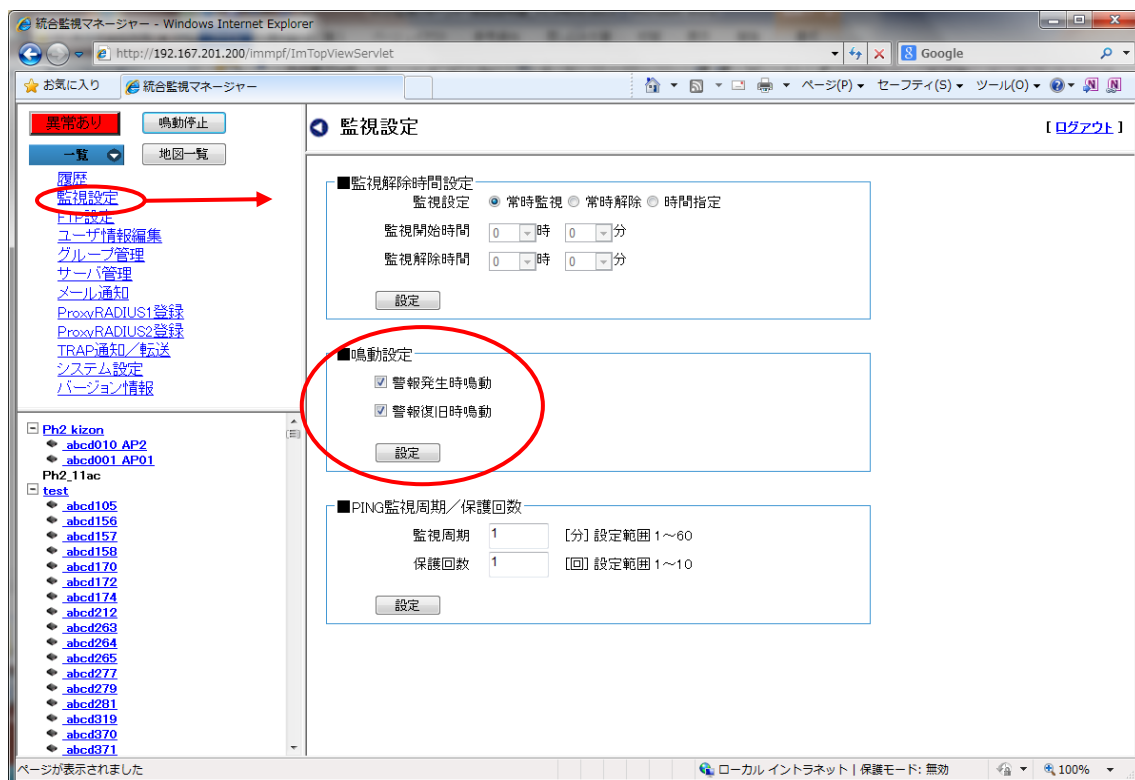 統合監視マネージャー - Windows Internet Explorer
http://192.167.201.200/immpf/ImTopViewServlet
Google
お気に入り
統合監視マネージャー
ページ(P)
セーフティ(S)
ツール(O)
異常あり
鳴動停止
一覧
地図一覧
履歴
監視設定
FTP設定
ユーザ情報編集
グループ管理
サーバ管理
メール通知
ProxyRADIUS1登録
ProxyRADIUS2登録
TRAP通知／転送
システム設定
バージョン情報
Ph2 kizon
abcd010 AP2
abcd001 AP01
Ph2_11ac
test
abcd105
abcd156
abcd157
abcd158
abcd170
abcd172
abcd174
abcd212
abcd263
abcd264
abcd265
abcd277
abcd279
abcd281
abcd319
abcd370
abcd371
監視設定
[ログアウト]
■監視解除時間設定
監視設定 常時監視 常時解除 時間指定
監視開始時間 0 時 0 分
監視解除時間 0 時 0 分
設定
■鳴動設定
警報発生時鳴動
警報復旧時鳴動
設定
■PING監視周期／保護回数
監視周期 1 [分] 設定範囲 1～60
保護回数 1 [回] 設定範囲 1～10
設定
ページが表示されました
ローカル イントラネット | 保護モード: 無効
100%